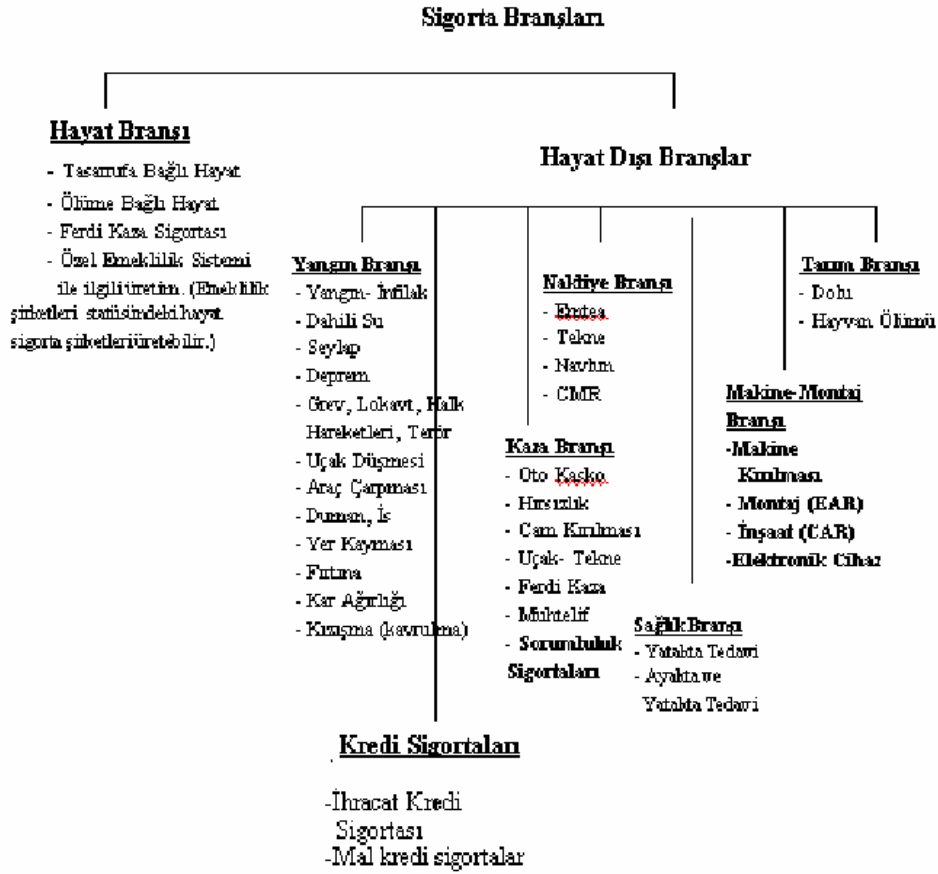 Sigorta Branşları
Hayat Branşı
- Tasarrufa Bağlı Hayat
- Ölüme Bağlı Hayat
- Ferdi Kaza Sigortası
- Özel Emeklilik Sistemi
ile ilgili üretim. (Emeklilik
şirketleri statüsündeki hayat
sigorta şirketleri üretebilir.)
Hayat Dışı Branşlar
Yangın Branşı
- Yangın- İnfilak
- Dahili Su
- Seylap
- Deprem
- Grev, Lokavt, Halk
Hareketleri, Terör
- Uçak Düşmesi
- Araç Çarpması
- Duman, İs
- Yer Kayması
- Fırtına
- Kar Ağırlığı
- Kızışma (kavrulma)
Kredi Sigortaları
-İhracat Kredi
Sigortası
-Mal kredi sigortalar
Nakliye Branşı
- Emtea
- Tekne
- Navlun
- CMR
Kaza Branşı
- Oto Kasko
- Hırsızlık
- Cam Kırılması
- Uçak- Tekne
- Ferdi Kaza
- Muhtelif
- Sorumluluk
Sigortaları
Sağlık Branşı
- Yatakta Tedavi
- Ayakta ve
Yatakta Tedavi
Makine-Montaj
Branşı
-Makine
Kırılması
- Montaj (EAR)
- İnşaat (CAR)
-Elektronik Cihaz
Tarım Branşı
- Dolu
- Hayvan Ölümü